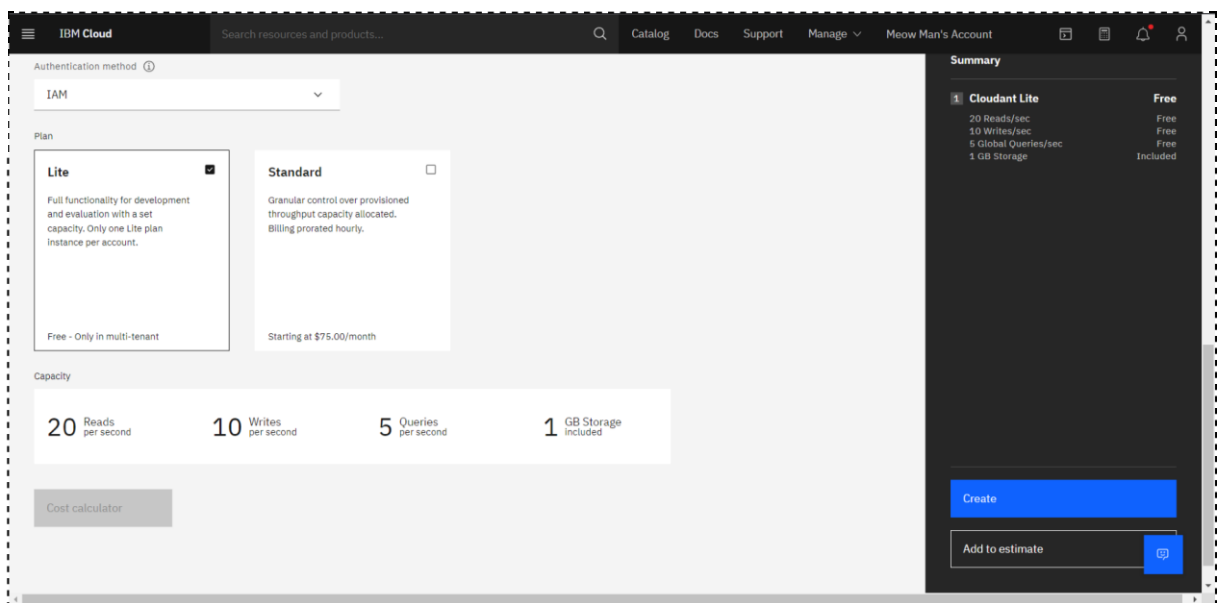 IBM Cloud
Search resources and products...
Catalog
Docs
Support
Manage
Meow Man's Account
Authentication method
IAM
Plan
Lite
Full functionality for development
and evaluation with a set
capacity. Only one Lite plan
instance per account.
Free - Only in multi-tenant
Standard
Granular control over provisioned
throughput capacity allocated.
Billing prorated hourly.
Starting at $75.00/month
Capacity
20 Reads per second
10 Writes per second
5 Queries per second
1 GB Storage included
Cost calculator
Summary
1 Cloudant Lite Free
20 Reads/sec Free
10 Writes/sec Free
5 Global Queries/sec Free
1 GB Storage Included
Create
Add to estimate